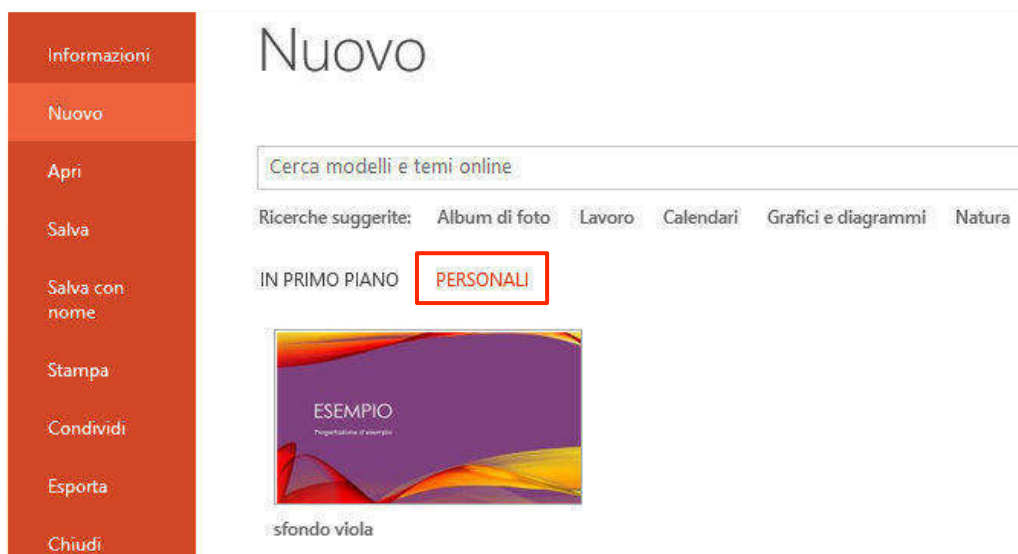 Informazioni
Nuovo
Apri
Salva
Salva con
nome
Stampa
Condividi
Esporta
Chiudi
Nuovo
Cerca modelli e temi online
Ricerche suggerite: Album di foto Lavoro Calendari Grafici e diagrammi Natura
IN PRIMO PIANO PERSONALI
ESEMPIO
Progettazione d'esempio
sfondo viola